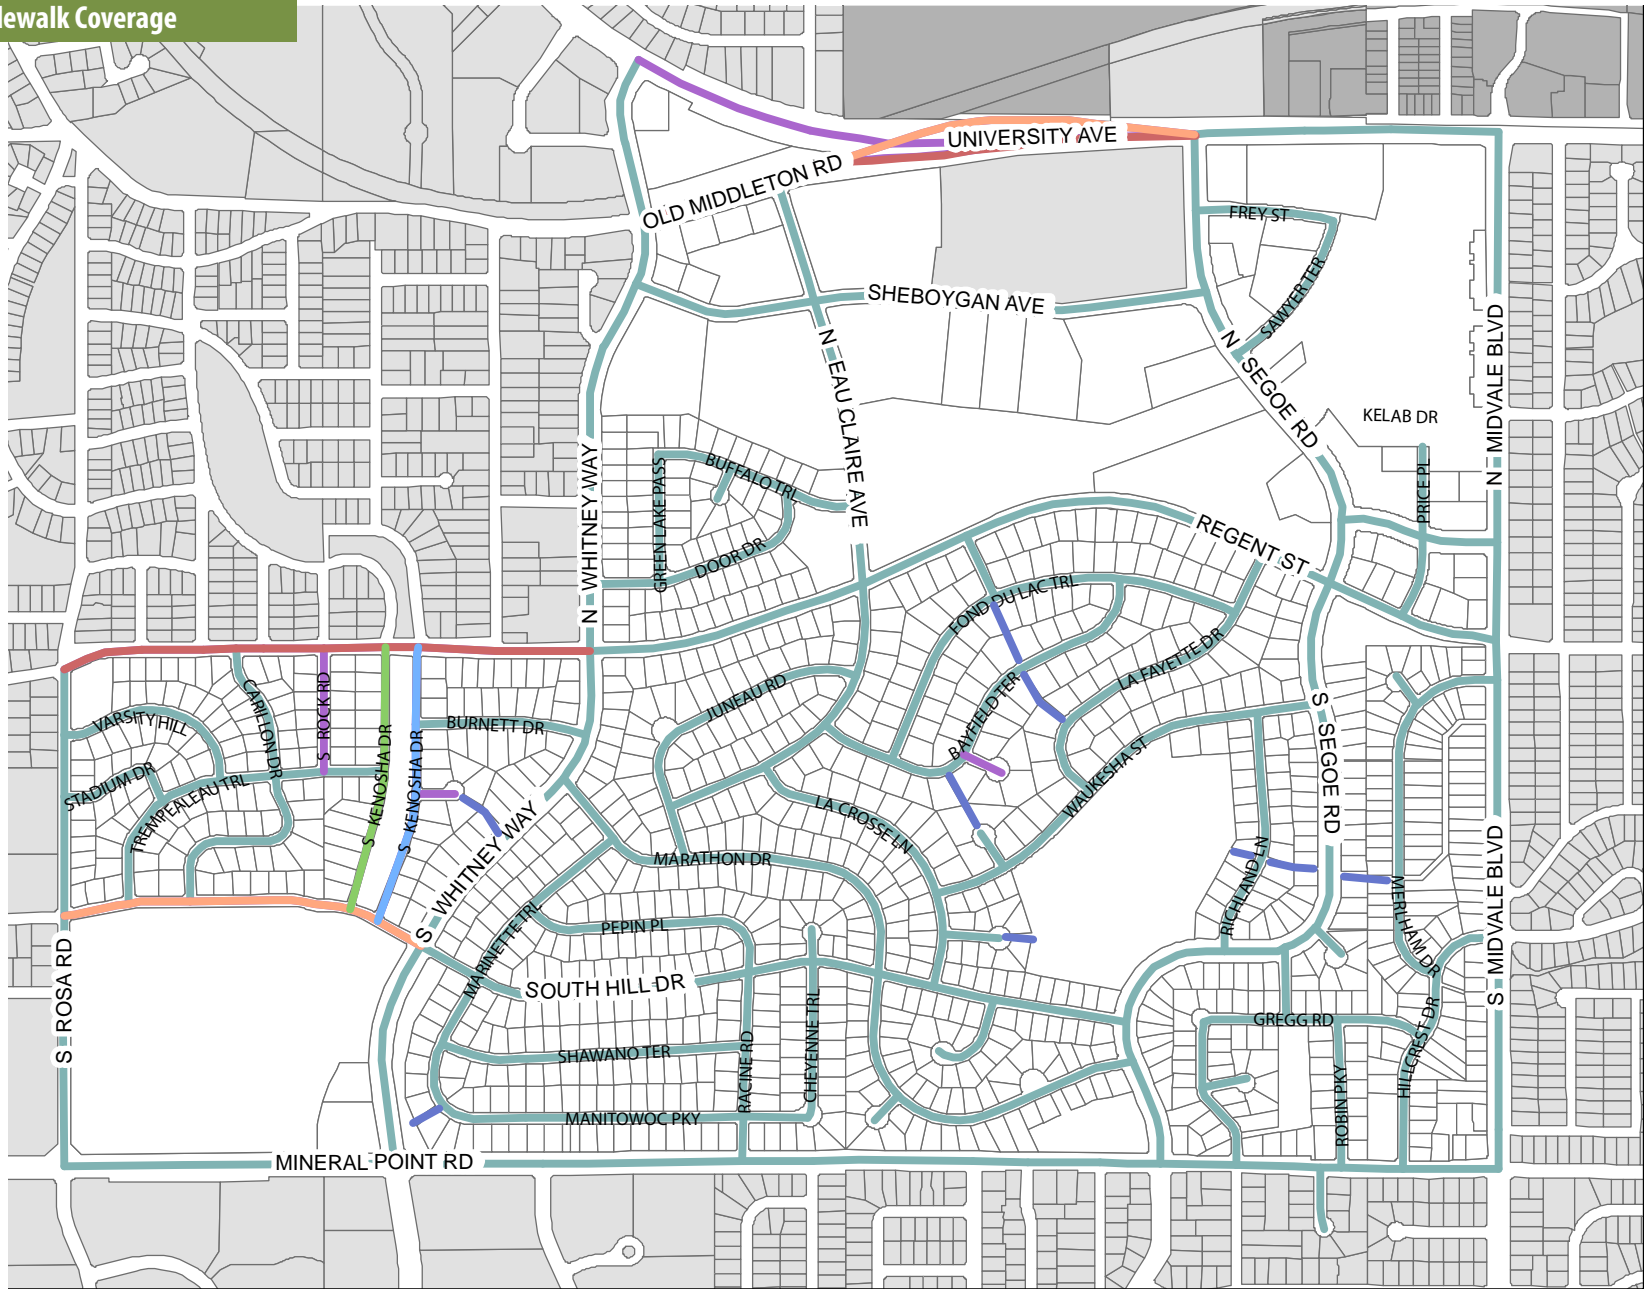 lewalk Coverage
UNIVERSITY AVE
OLD MIDDLETON RD
FREY ST
SAWYER TER
SHEBOYGAN AVE
N EAU CLAIRE AVE
N SEGOE RD
N MIDVALE BLVD
KELAB DR
PRICE PL
N WHITNEY WAY
GREEN LAKE PASS
BUFFALO TRL
DOOR DR
REGENT ST
FOND DU LAC TRL
LA FAYETTE DR
BAYFIELD TER
JUNEAU RD
WAUKESHA ST
S SEGOE RD
S ROCK RD
CARILLON DR
VARSITY HILL
STADIUM DR
TREMPEALEAU TRL
S KENOSHA DR
S KENOSHA DR
BURNETT DR
S WHITNEY WAY
LA CROSSE LN
MARATHON DR
RICHLAND LN
MERLHAM DR
S MIDVALE BLVD
MARINETTE TRL
PEPIN PL
SOUTH HILL DR
S ROSA RD
SHAWANO TER
RACINE RD
CHEYENNE TRL
GREGG RD
HILLCREST DR
ROBIN PKY
MANITOWOC PKY
MINERAL POINT RD